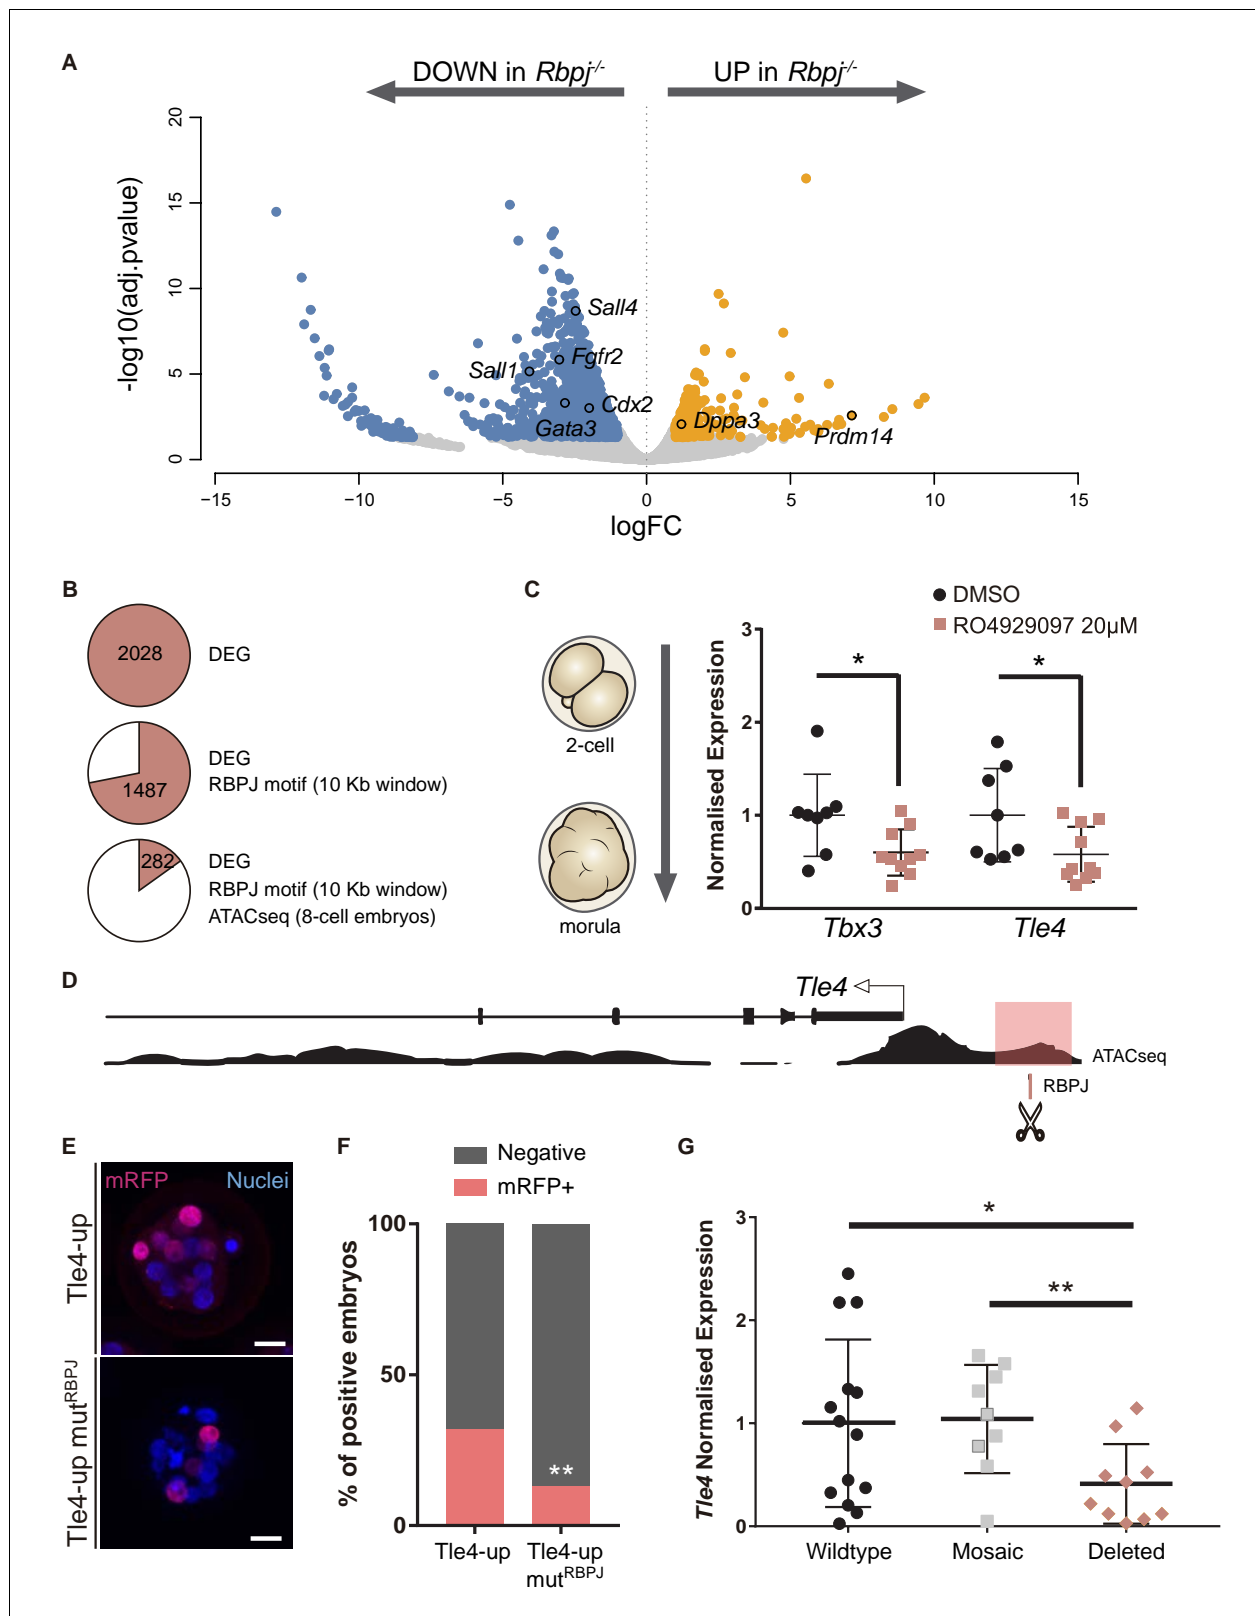 A
DOWN in Rbpj-/-
UP in Rbpj-/-
-log10(adj.pvalue)
20
15
10
5
0
Sall4
Fgfr2
Sall1
Cdx2
Gata3
Dppa3
Prdm14
−15
−10
−5
0
5
10
15
logFC
B
2028
DEG
1487
DEG
RBPJ motif (10 Kb window)
282
DEG
RBPJ motif (10 Kb window)
ATACseq (8-cell embryos)
C
2-cell
morula
DMSO
RO4929097 20μM
Normalised Expression
3
2
1
0
*
*
Tbx3
Tle4
D
Tle4
ATACseq
RBPJ
E
mRFP
Nuclei
Tle4-up
Tle4-up mutRBPJ
F
Negative
mRFP+
% of positive embryos
100
50
0
**
Tle4-up
Tle4-up
mutRBPJ
G
Tle4 Normalised Expression
3
2
1
0
*
**
Wildtype
Mosaic
Deleted